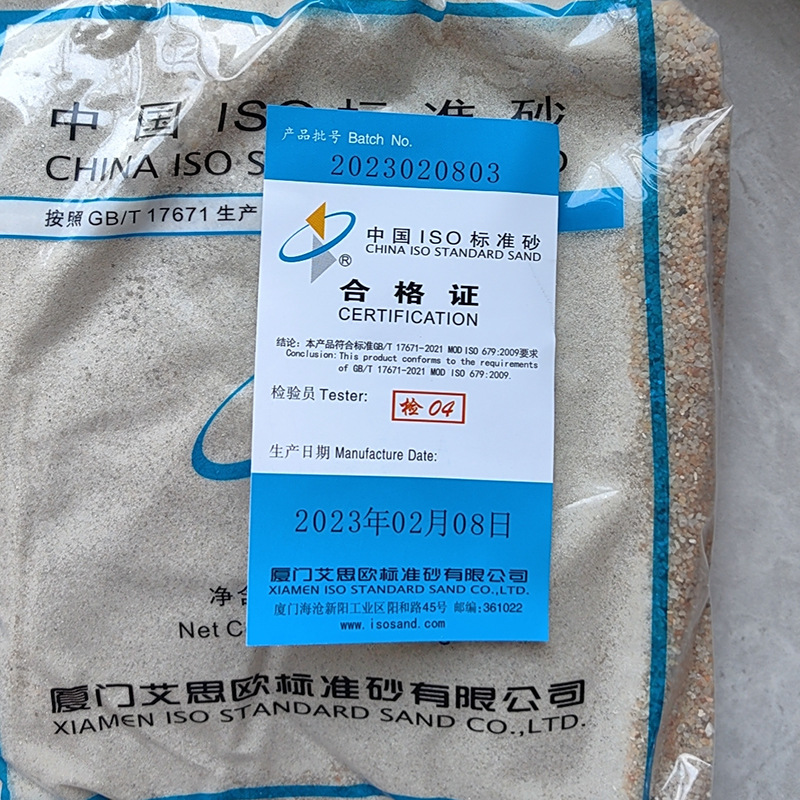 中国ISO标准砂
CHINA ISO S D
按照GB/T 17671生产
产品批号 Batch No.
2023020803
中国ISO标准砂
CHINA ISO STANDARD SAND
®
合格证
CERTIFICATION
结论：本产品符合标准GB/T 17671-2021 MOD ISO 679:2009要求
Conclusion: This product conforms to the requirements
of GB/T 17671-2021 MOD ISO 679:2009.
检验员 Tester:
检04
生产日期 Manufacture Date:
2023年02月08日
厦门艾思欧标准砂有限公司
XIAMEN ISO STANDARD SAND CO.,LTD.
厦门海沧新阳工业区阳和路45号 邮编:361022
www.isosand.com
净
Net C
厦门艾思欧标准砂有限公司
XIAMEN ISO STANDARD SAND CO.,LTD.